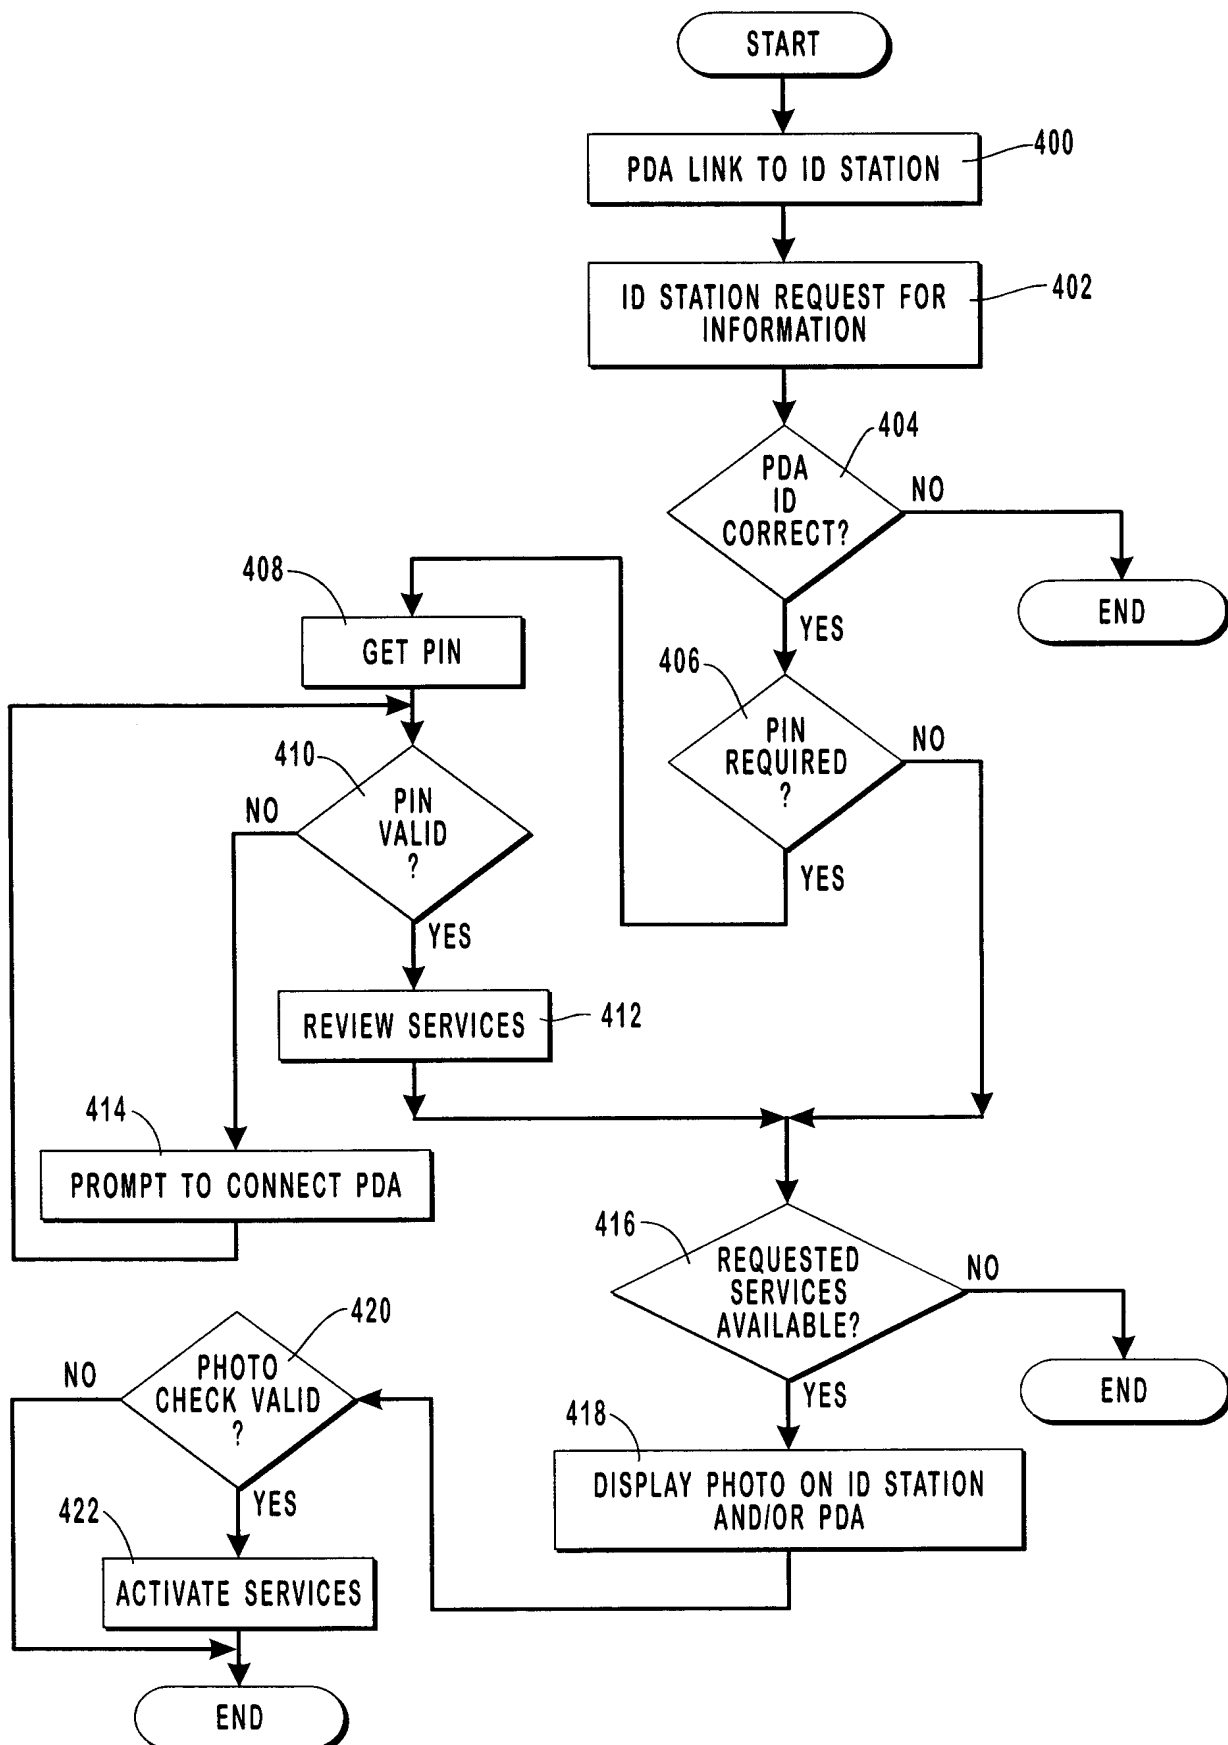 START
PDA LINK TO ID STATION
400
ID STATION REQUEST FOR
INFORMATION
402
404
PDA
ID
CORRECT?
NO
END
YES
408
GET PIN
406
PIN
REQUIRED
?
NO
YES
410
PIN
VALID
?
NO
YES
REVIEW SERVICES
412
414
PROMPT TO CONNECT PDA
416
REQUESTED
SERVICES
AVAILABLE?
NO
END
YES
418
DISPLAY PHOTO ON ID STATION
AND/OR PDA
420
PHOTO
CHECK VALID
?
NO
YES
422
ACTIVATE SERVICES
END